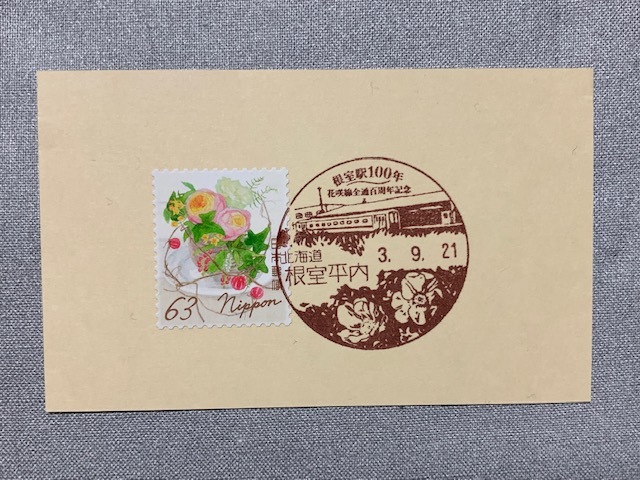 根室駅100年
花咲線全通百周年記念
北海道
3.9.21
根室平内
63 Nippon